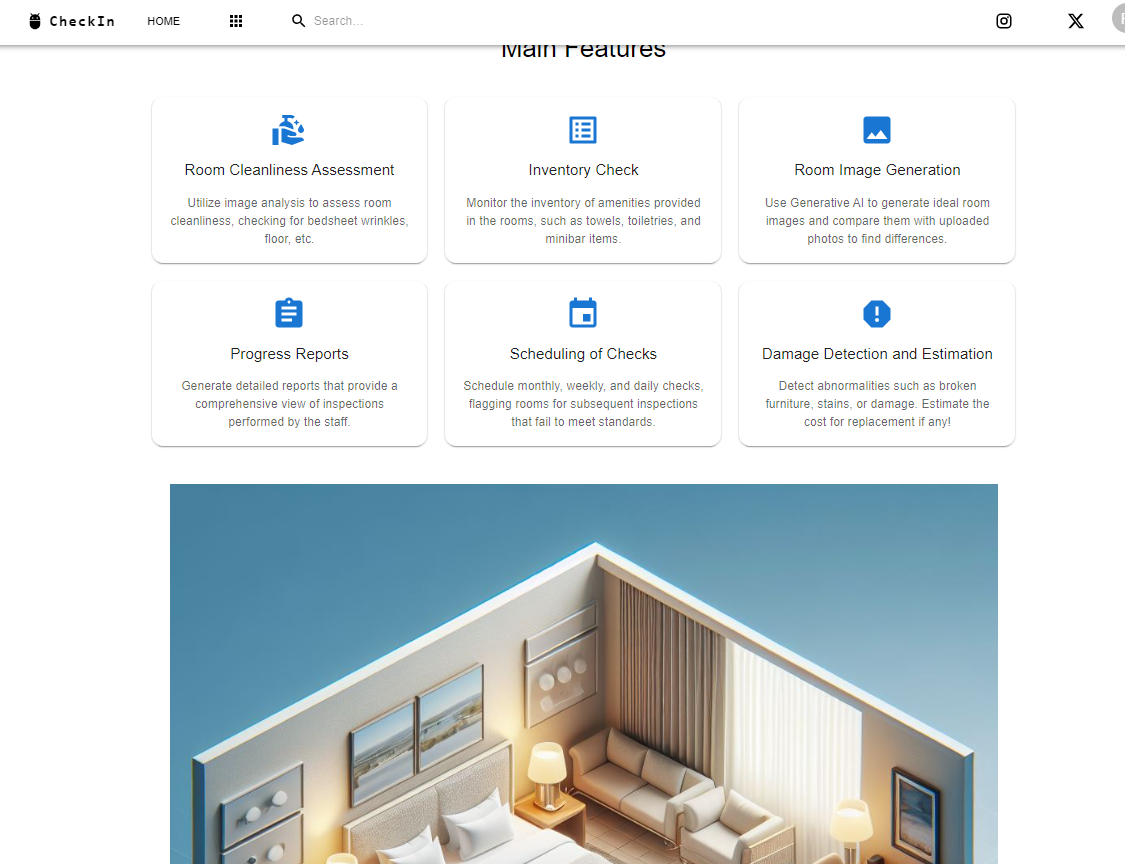 CheckIn HOME Search...
Main Features
Room Cleanliness Assessment
Utilize image analysis to assess room
cleanliness, checking for bedsheet wrinkles,
floor, etc.
Inventory Check
Monitor the inventory of amenities provided
in the rooms, such as towels, toiletries, and
minibar items.
Room Image Generation
Use Generative AI to generate ideal room
images and compare them with uploaded
photos to find differences.
Progress Reports
Generate detailed reports that provide a
comprehensive view of inspections
performed by the staff.
Scheduling of Checks
Schedule monthly, weekly, and daily checks,
flagging rooms for subsequent inspections
that fail to meet standards.
Damage Detection and Estimation
Detect abnormalities such as broken
furniture, stains, or damage. Estimate the
cost for replacement if any!